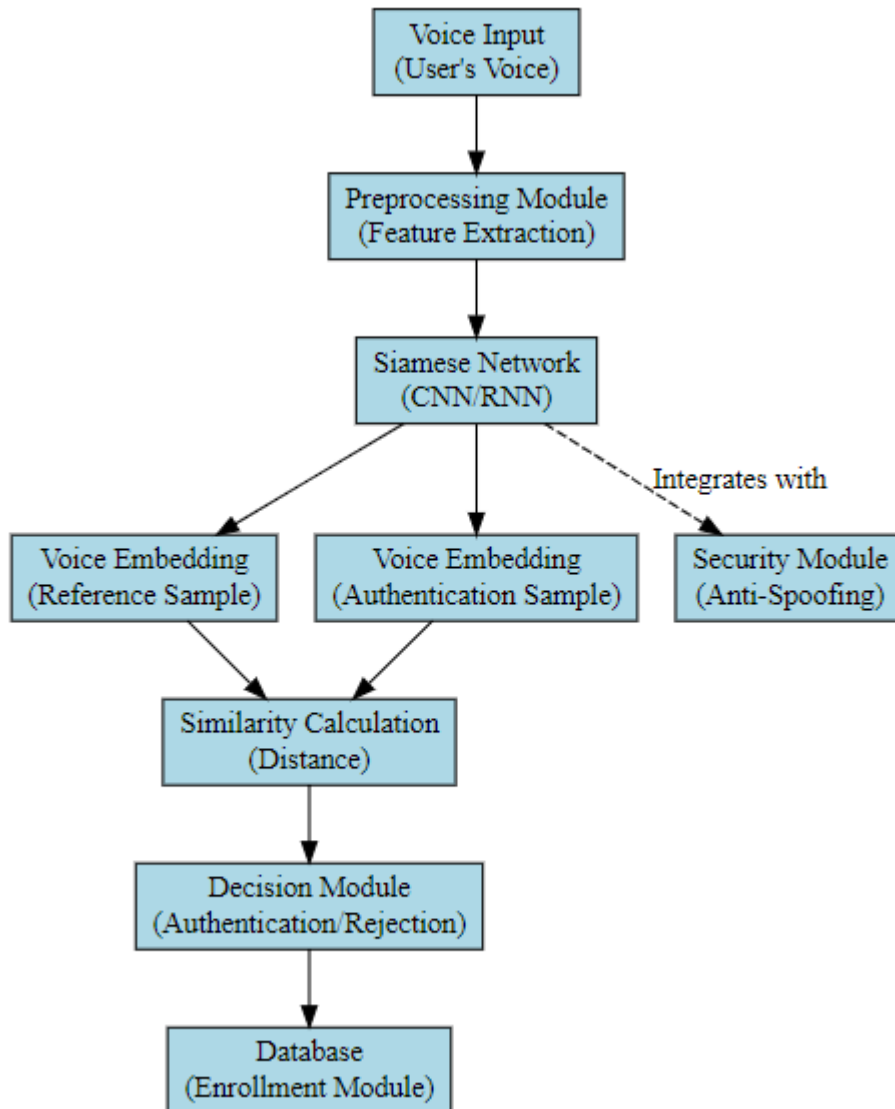 Voice Input
(User's Voice)
Preprocessing Module
(Feature Extraction)
Siamese Network
(CNN/RNN)
Integrates with
Voice Embedding
(Reference Sample)
Voice Embedding
(Authentication Sample)
Security Module
(Anti-Spoofing)
Similarity Calculation
(Distance)
Decision Module
(Authentication/Rejection)
Database
(Enrollment Module)